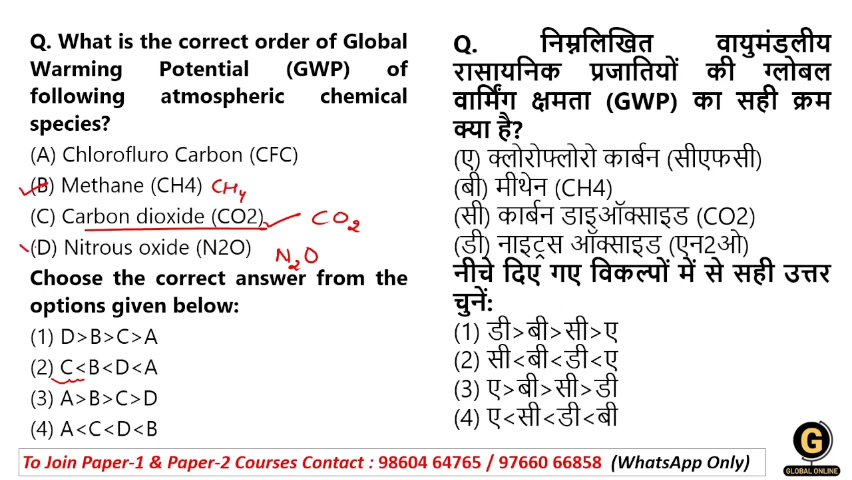 Q. What is the correct order of Global
Warming Potential (GWP) of
following atmospheric chemical
species?
(A) Chlorofluro Carbon (CFC)
(B) Methane (CH4) CH4
(C) Carbon dioxide (CO2) CO2
(D) Nitrous oxide (N2O) N2O
Choose the correct answer from the
options given below:
(1) D>B>C>A
(2) C<B<D<A
(3) A>B>C>D
(4) A<C<D<B
Q. निम्नलिखित वायुमंडलीय
रासायनिक प्रजातियों की ग्लोबल
वार्मिंग क्षमता (GWP) का सही क्रम
क्या है?
(ए) क्लोरोफ्लोरो कार्बन (सीएफसी)
(बी) मीथेन (CH4)
(सी) कार्बन डाइऑक्साइड (CO2)
(डी) नाइट्रस ऑक्साइड (एन2ओ)
नीचे दिए गए विकल्पों में से सही उत्तर
चुनें:
(1) डी>बी>सी>ए
(2) सी<बी<डी<ए
(3) ए>बी>सी>डी
(4) ए<सी<डी<बी
G
GLOBAL ONLINE
To Join Paper-1 & Paper-2 Courses Contact : 98604 64765 / 97660 66858 (WhatsApp Only)